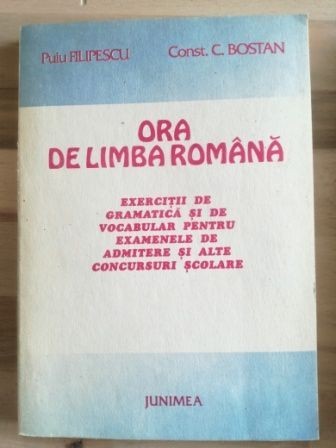 Puiu FILIPESCU Const. C. BOSTAN
ORA
DE LIMBA ROMÂNĂ
EXERCIȚII DE
GRAMATICĂ ȘI DE
VOCABULAR PENTRU
EXAMENELE DE
ADMITERE ȘI ALTE
CONCURSURI ȘCOLARE
JUNIMEA